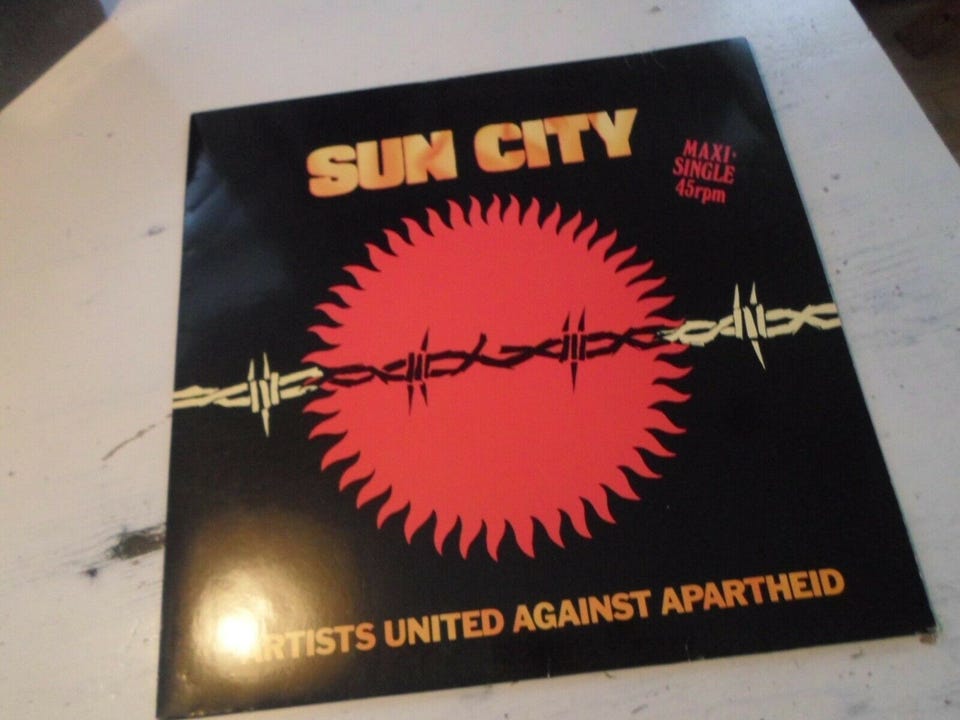 SUN CITY
MAXI-
SINGLE
45rpm
ARTISTS UNITED AGAINST APARTHEID